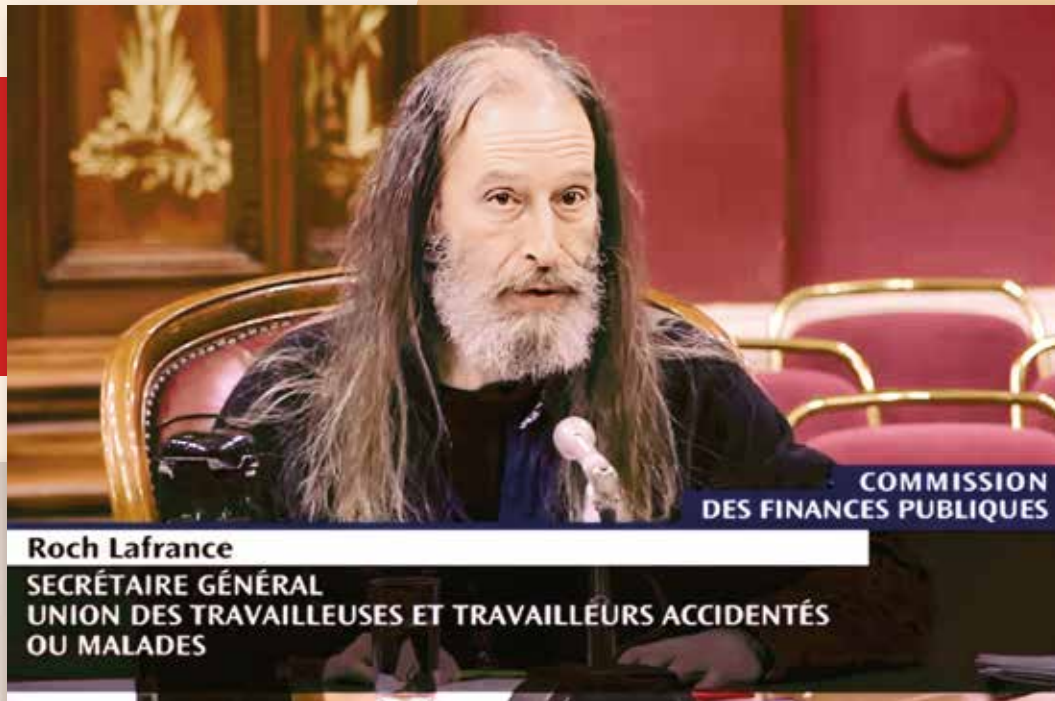 COMMISSION
DES FINANCES PUBLIQUES
Roch Lafrance
SECRÉTAIRE GÉNÉRAL
UNION DES TRAVAILLEUSES ET TRAVAILLEURS ACCIDENTÉS
OU MALADES